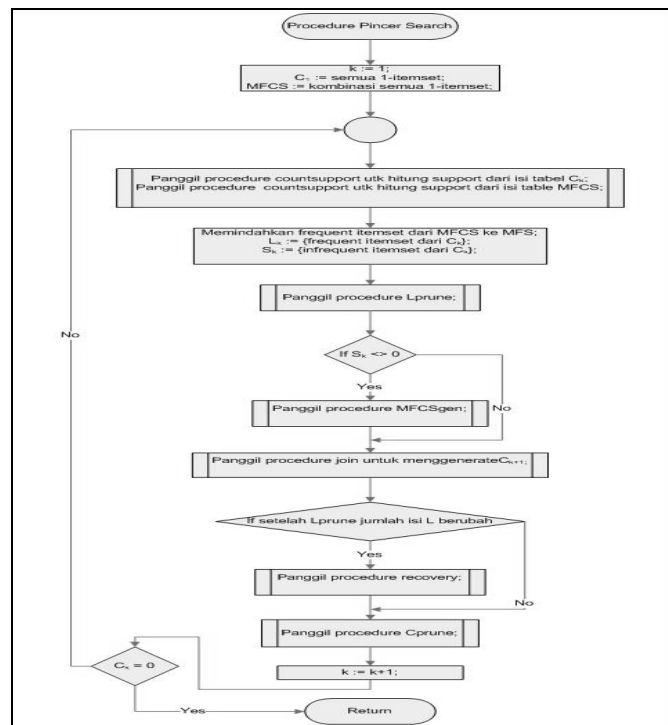 Procedure Pincer Search
k := 1;
C₁ := semua 1-itemset;
MFCS := kombinasi semua 1-itemset;
Panggil procedure countsupport utk hitung support dari isi tabel Cₖ;
Panggil procedure countsupport utk hitung support dari isi table MFCS;
Memindahkan frequent itemset dari MFCS ke MFS;
Lₖ := {frequent itemset dari Cₖ};
Sₖ := {infrequent itemset dari Cₖ};
Panggil procedure Lprune;
No
If Sₖ <> 0
Yes
Panggil procedure MFCSgen;
No
Panggil procedure join untuk menggenerateCₖ₊₁;
If setelah Lprune jumlah isi L berubah
Yes
Panggil procedure recovery;
No
Panggil procedure Cprune;
Cₖ = 0
k := k+1;
Yes
Return